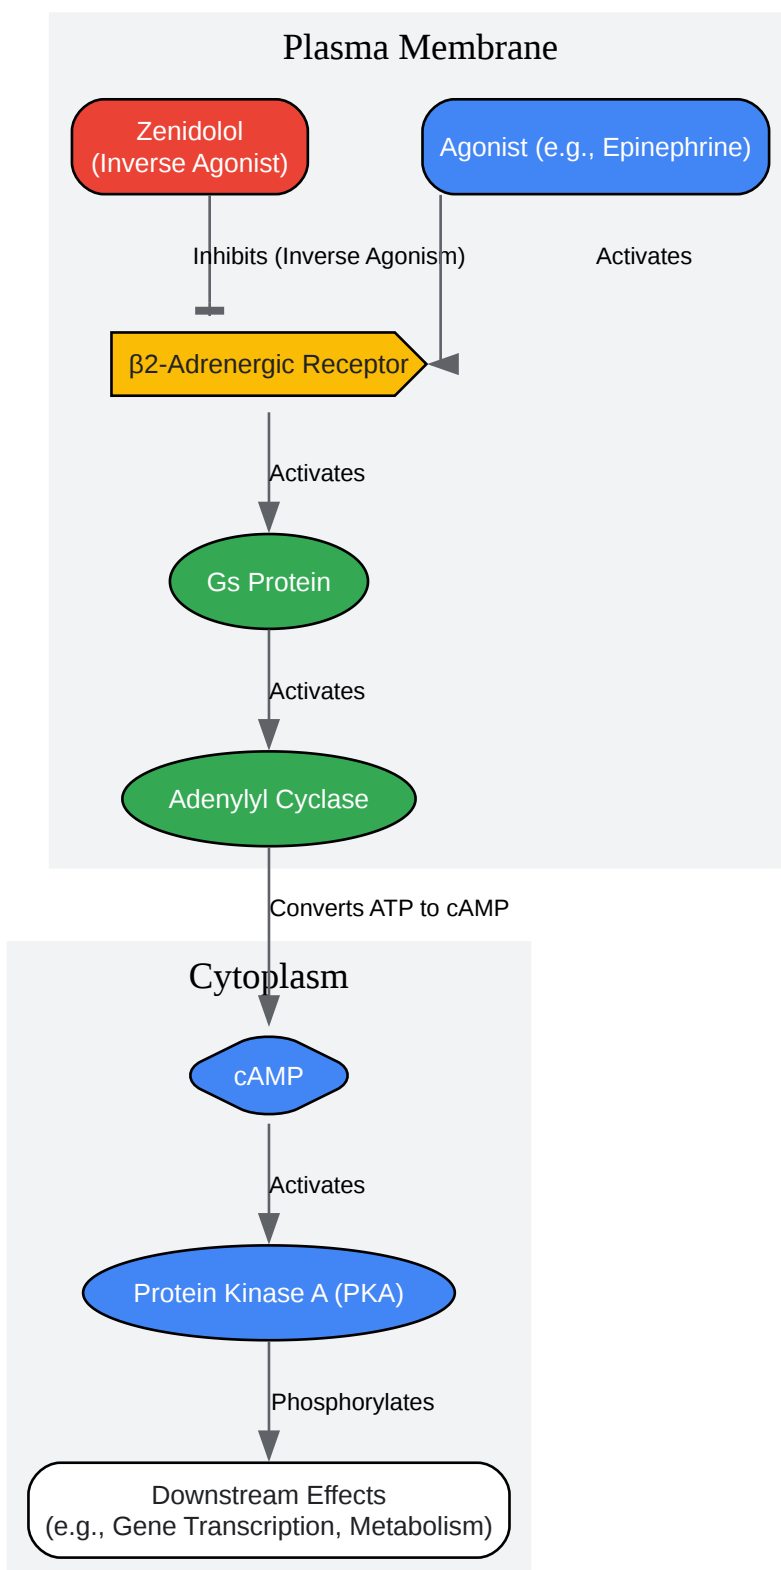 Plasma Membrane
Zenidolol
(Inverse Agonist)
Agonist (e.g., Epinephrine)
Inhibits (Inverse Agonism)
Activates
β2-Adrenergic Receptor
Activates
Gs Protein
Activates
Adenylyl Cyclase
Converts ATP to cAMP
Cytoplasm
cAMP
Activates
Protein Kinase A (PKA)
Phosphorylates
Downstream Effects
(e.g., Gene Transcription, Metabolism)